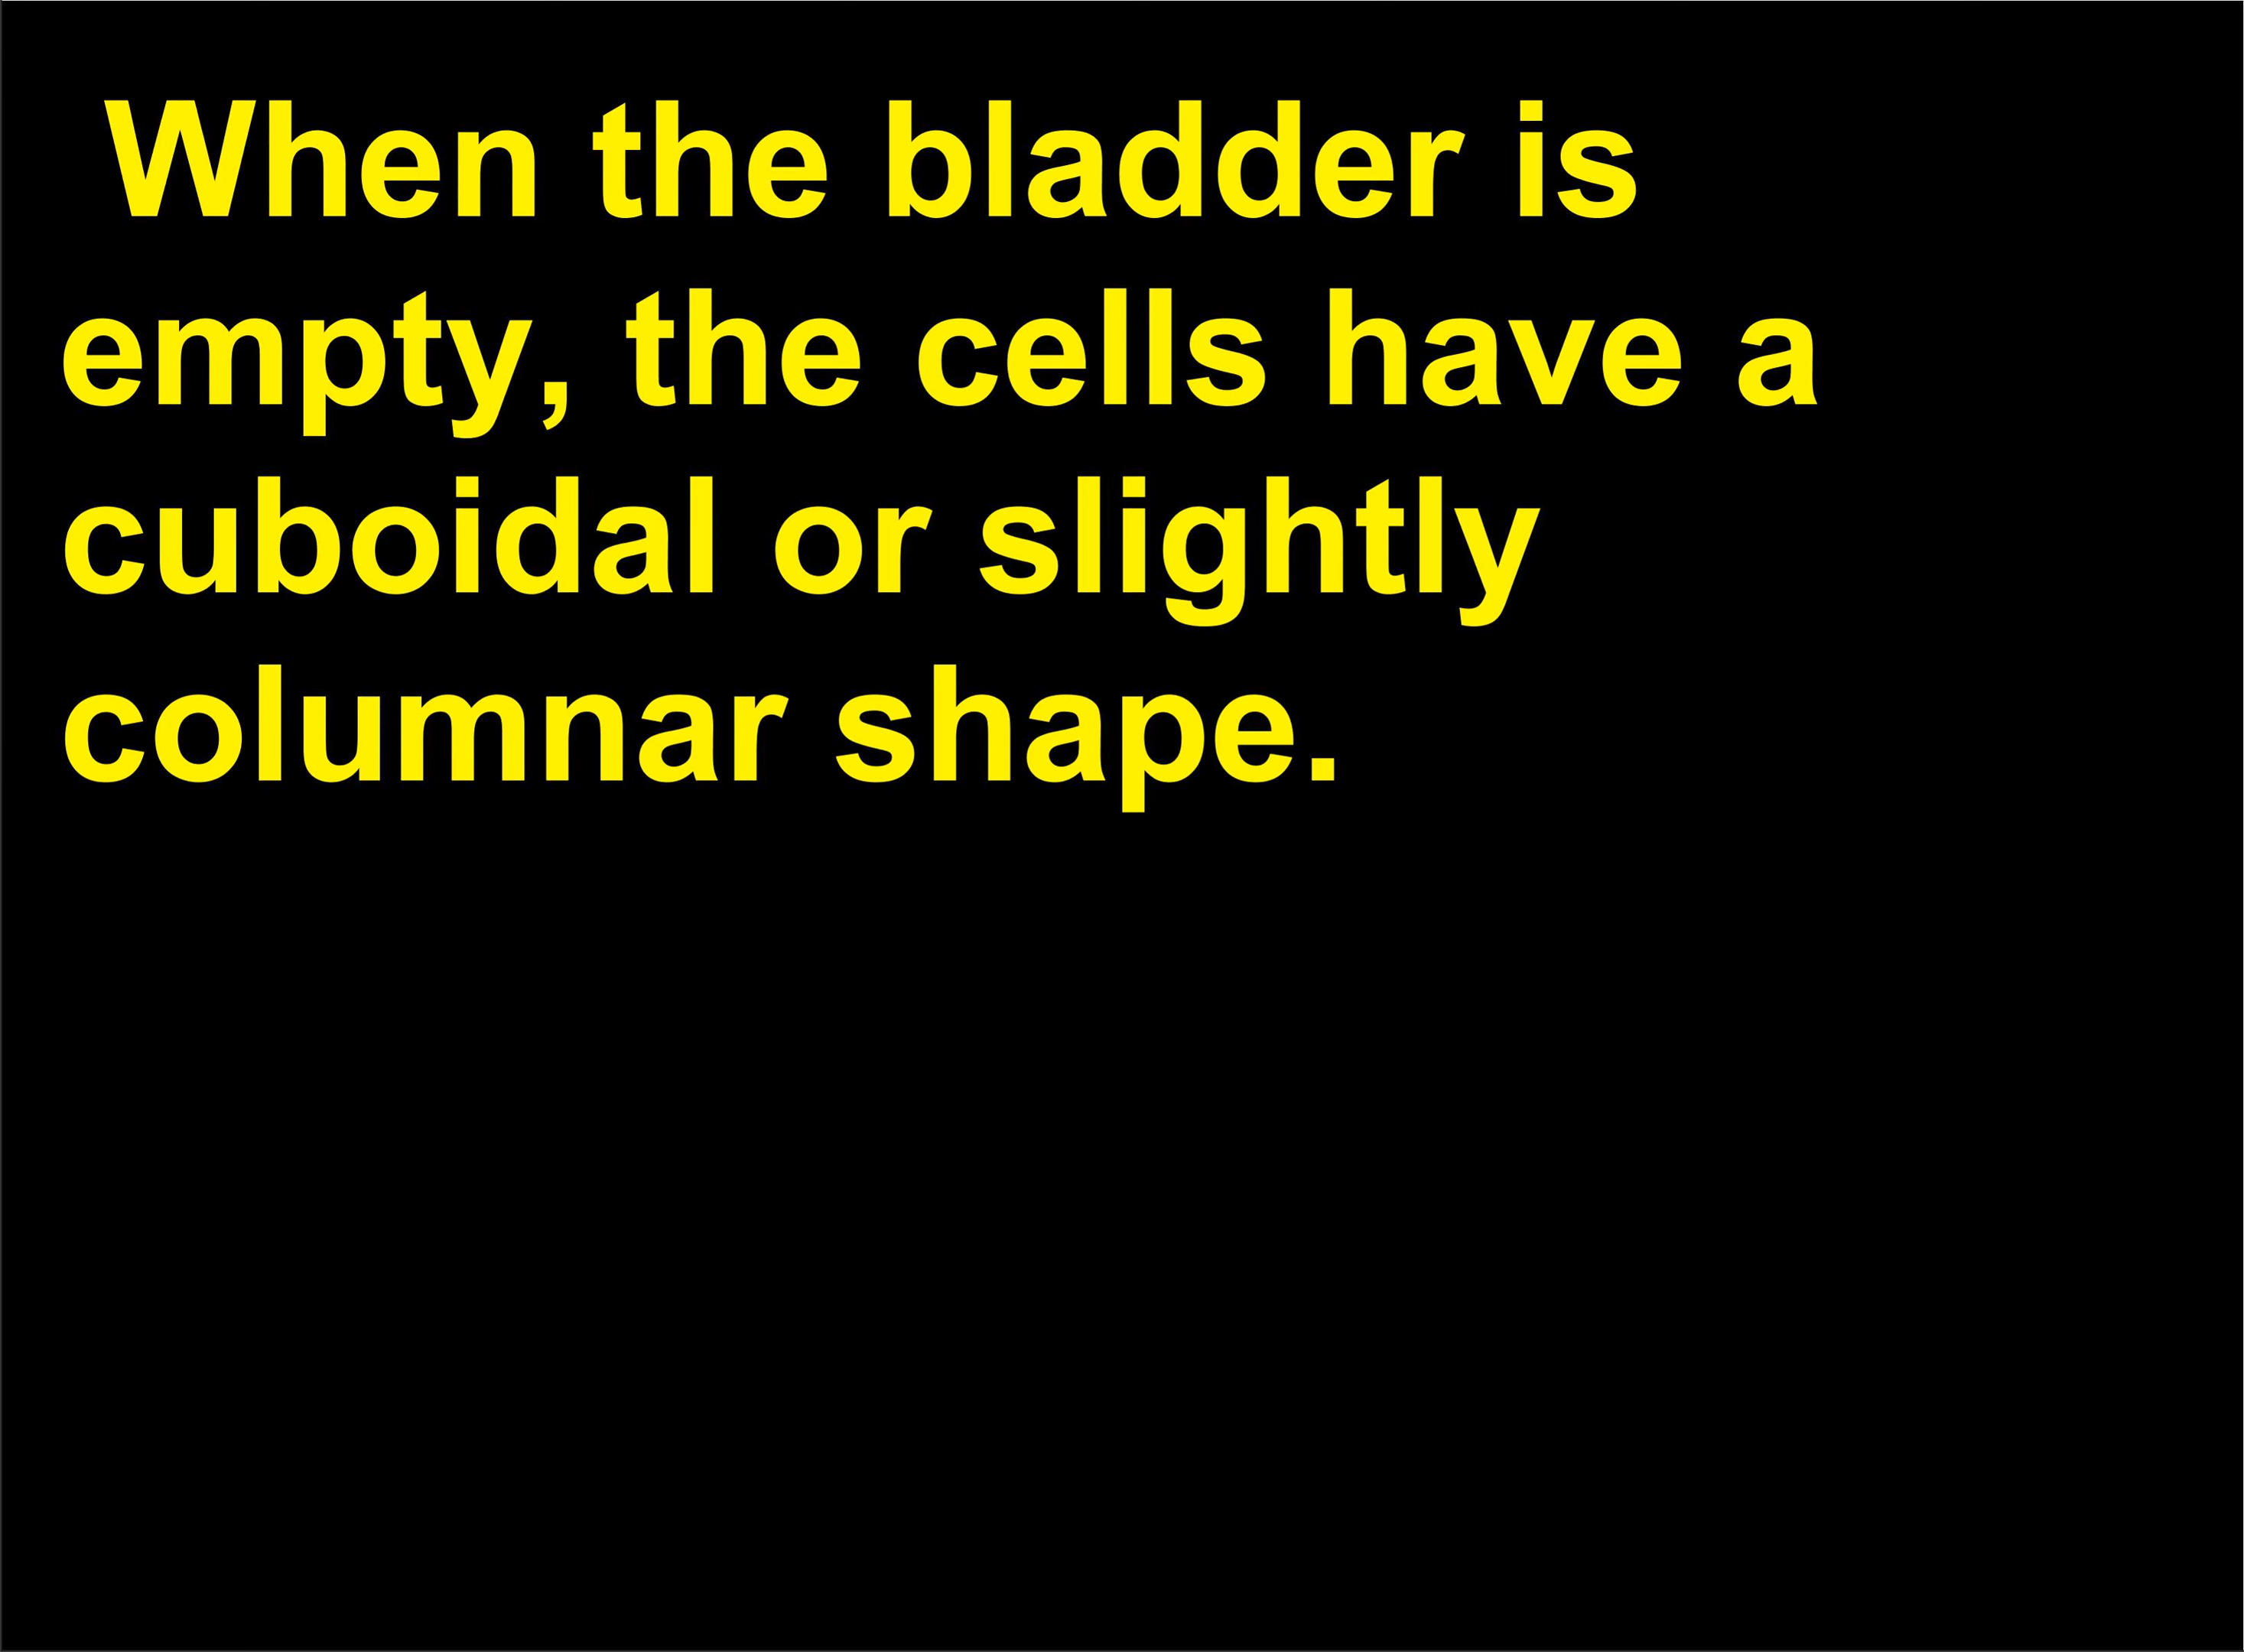 When the bladder is
empty, the cells have a
cuboidal or slightly
columnar shape.